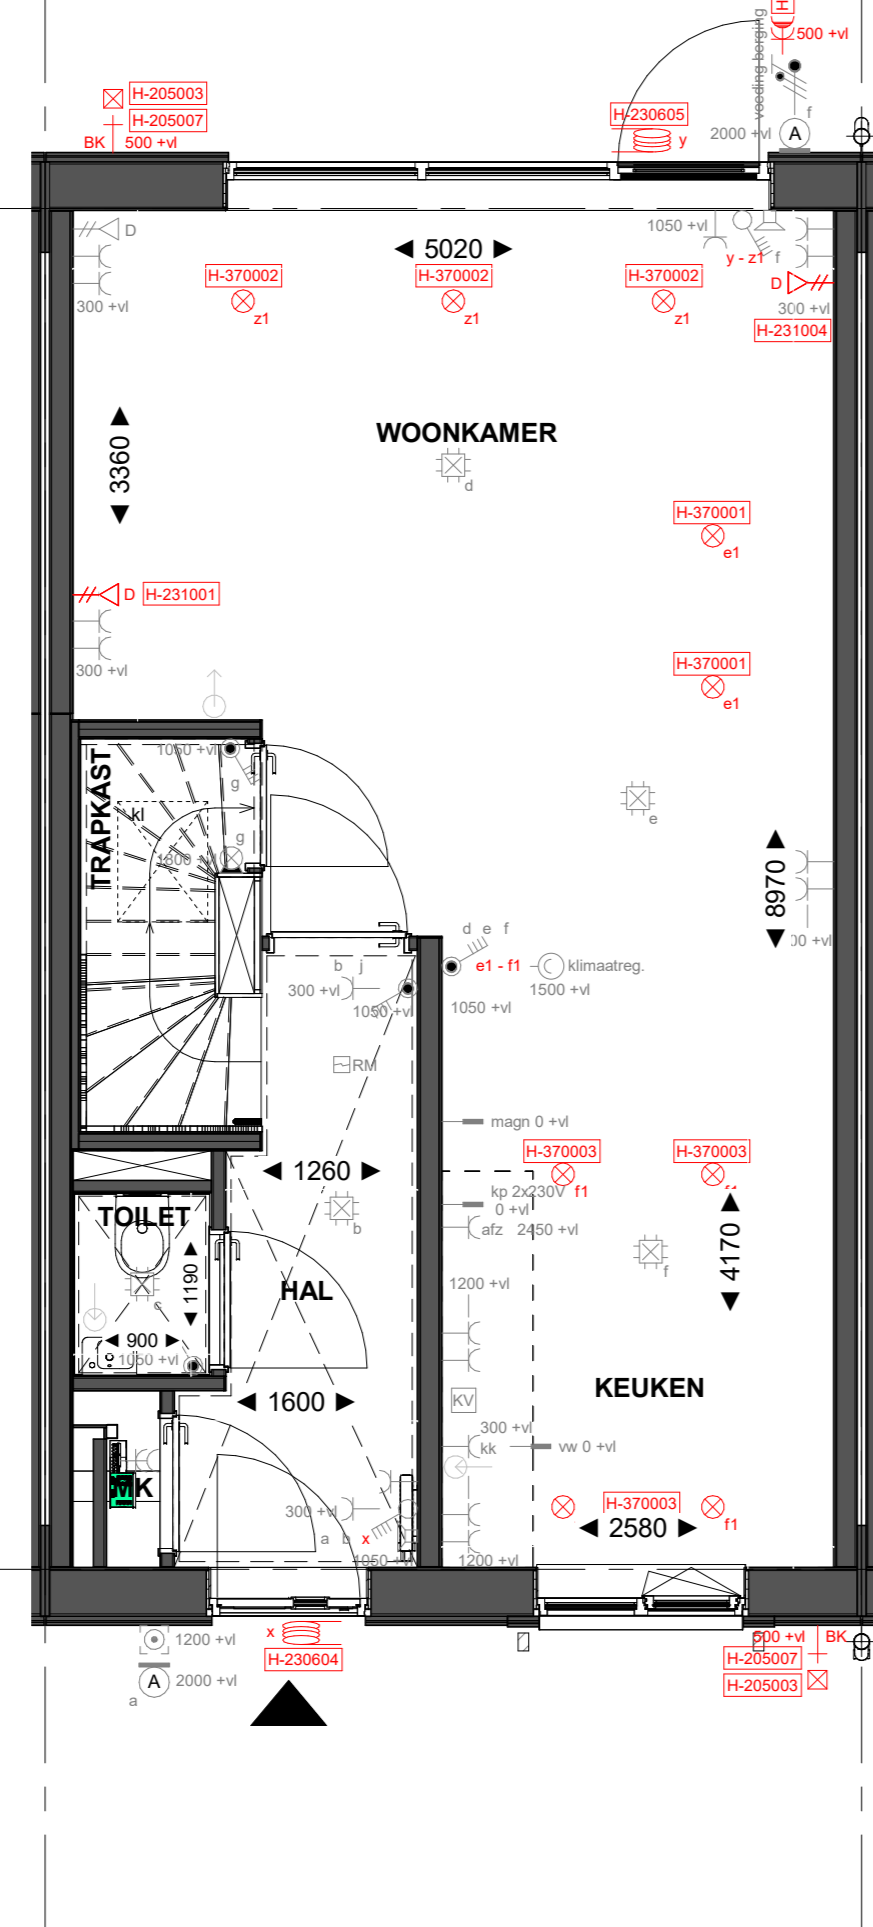 H
500 +vl
voeding berging
f
H-205003
H-205007
BK 500 +vl
H-230605
y
2000 +vl
A
D
300 +vl
5020
1050 +vl
y - z1 f
H-370002
z1
H-370002
z1
H-370002
z1
D
300 +vl
H-231004
WOONKAMER
d
3360
H-370001
e1
D H-231001
300 +vl
H-370001
e1
1050 +vl
g
TRAPKAST
kl
g
1800 +vl
e
8970
d e f
e1 - f1
klimaatreg.
1500 +vl
1050 +vl
b j
300 +vl
1050 +vl
RM
magn 0 +vl
H-370003
f1
H-370003
f1
1260
kp 2x230V
0 +vl
afz 2450 +vl
b
TOILET
1190
c
900
1050 +vl
HAL
4170
f
1200 +vl
KEUKEN
1600
KV
300 +vl
kk
vw 0 +vl
MK
300 +vl
a b x
1050 +vl
H-370003
f1
2580
1200 +vl
1200 +vl
A 2000 +vl
a
x
H-230604
500 +vl BK
H-205007
H-205003